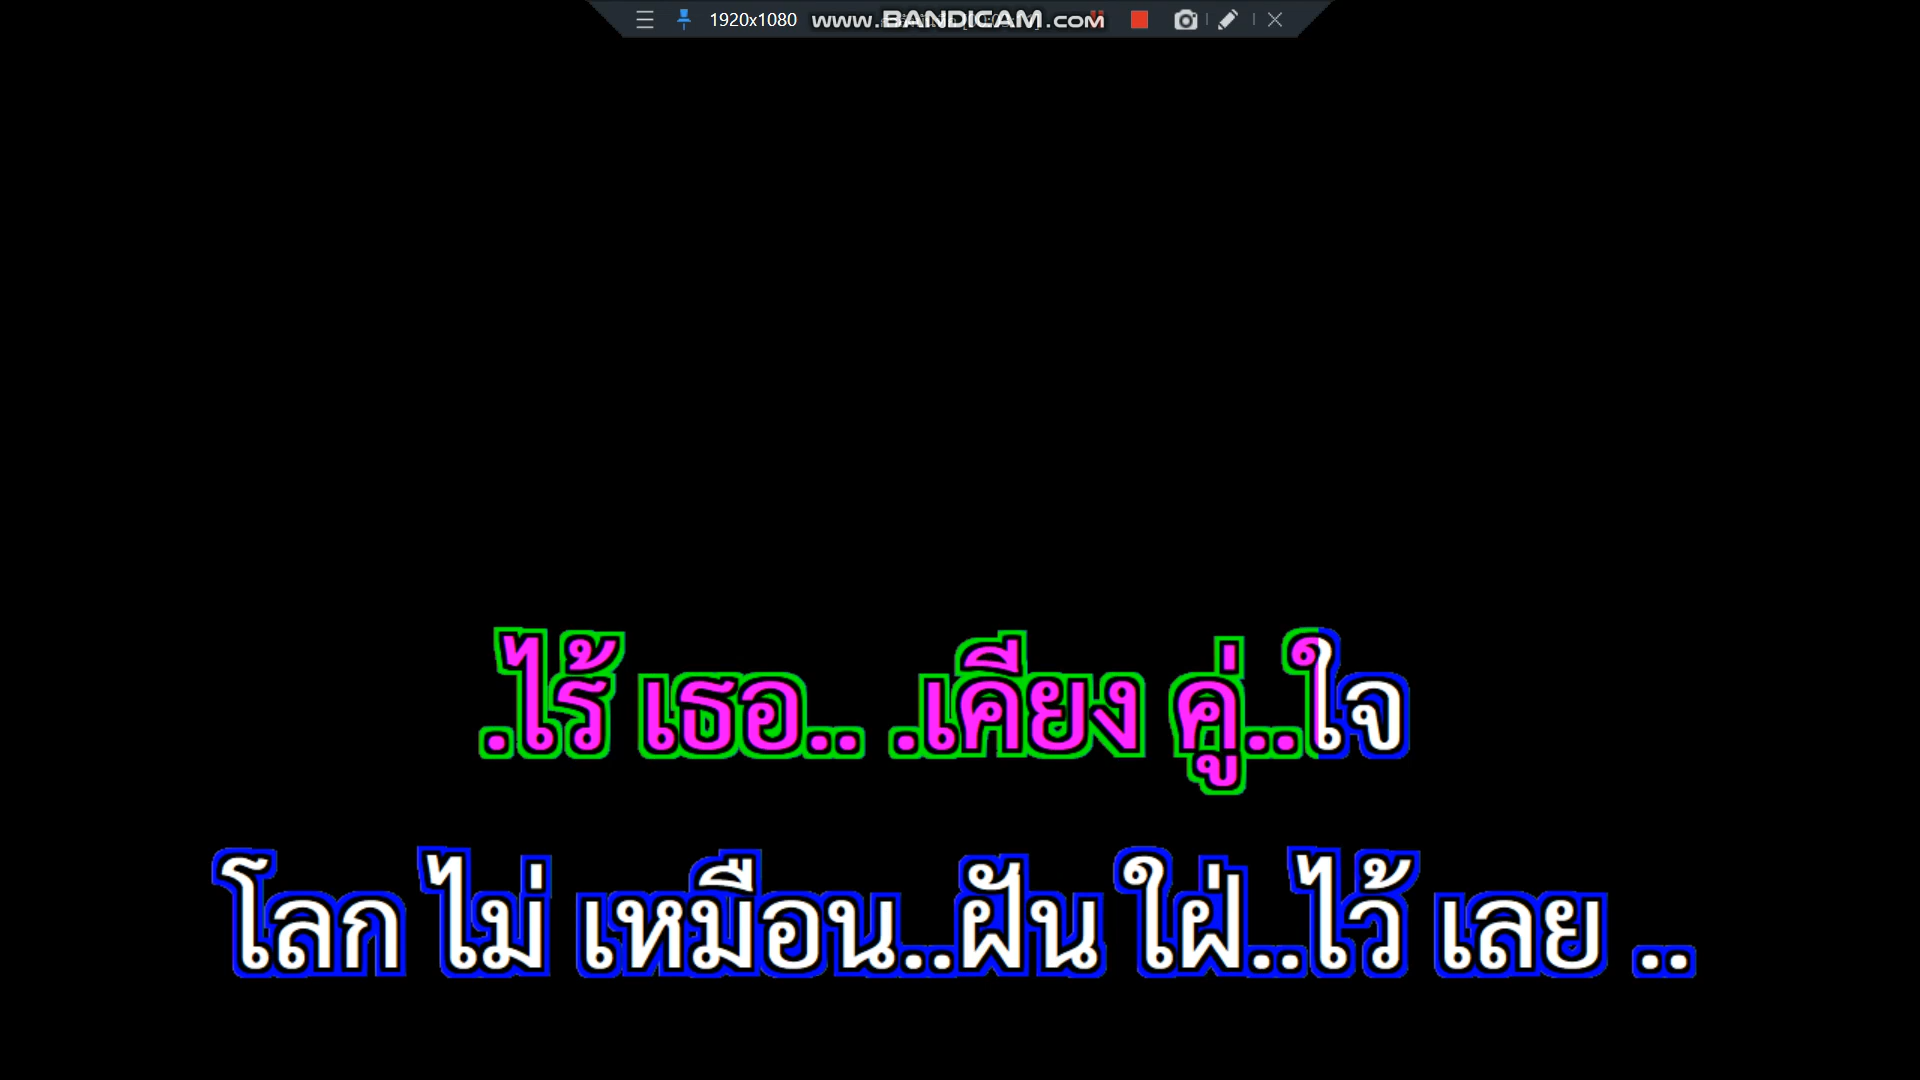 1920x1080 www.BANDICAM.com
.ไร้ เธอ.. .เคียง คู่..ใจ
โลก ไม่ เหมือน..ฝัน ใฝ่..ไว้ เลย ..